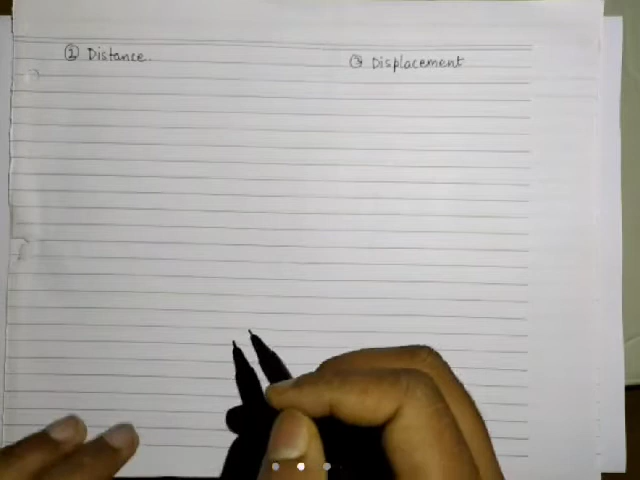 ① Distance.
② Displacement